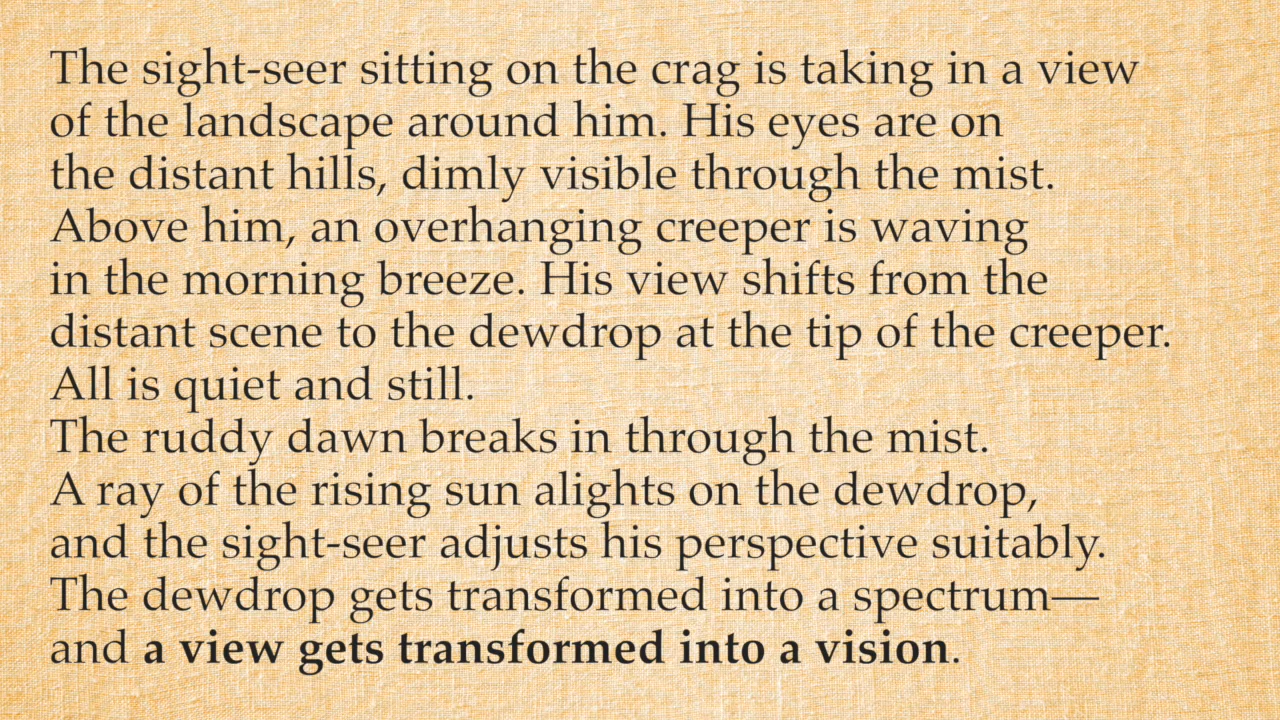 The sight-seer sitting on the crag is taking in a view
of the landscape around him. His eyes are on
the distant hills, dimly visible through the mist.
Above him, an overhanging creeper is waving
in the morning breeze. His view shifts from the
distant scene to the dewdrop at the tip of the creeper.
All is quiet and still.
The ruddy dawn breaks in through the mist.
A ray of the rising sun alights on the dewdrop,
and the sight-seer adjusts his perspective suitably.
The dewdrop gets transformed into a spectrum—
and a view gets transformed into a vision.